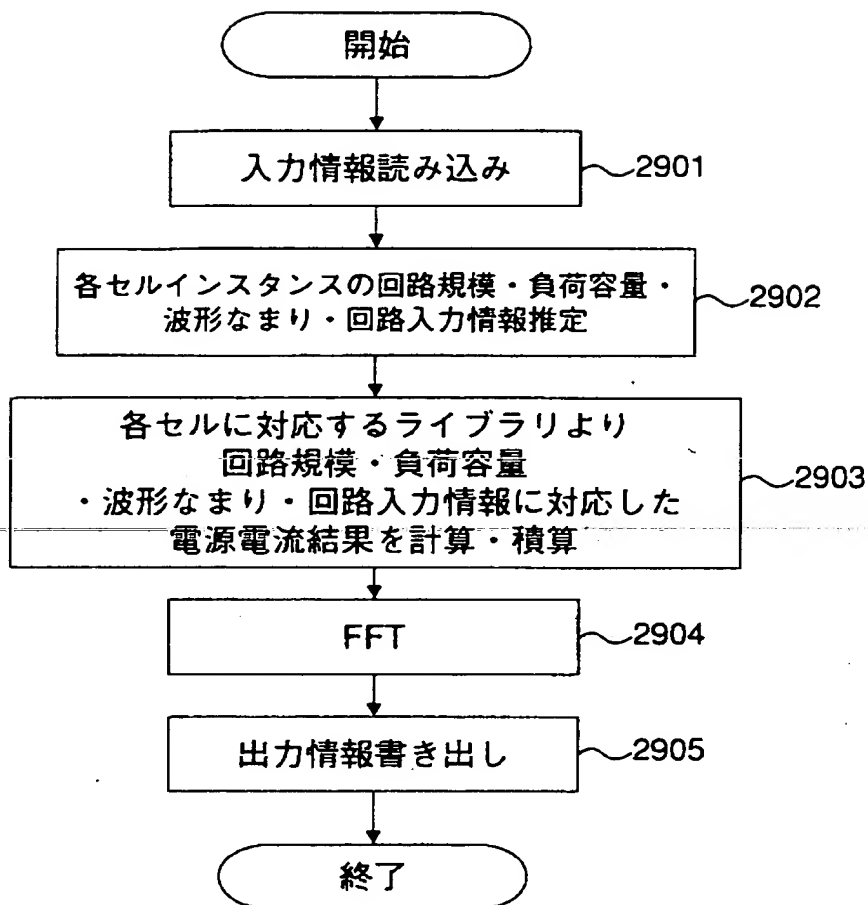 開始
入力情報読み込み
2901
各セルインスタンスの回路規模・負荷容量・
波形なまり・回路入力情報推定
2902
各セルに対応するライブラリより
回路規模・負荷容量
・波形なまり・回路入力情報に対応した
電源電流結果を計算・積算
2903
FFT
2904
出力情報書き出し
2905
終了